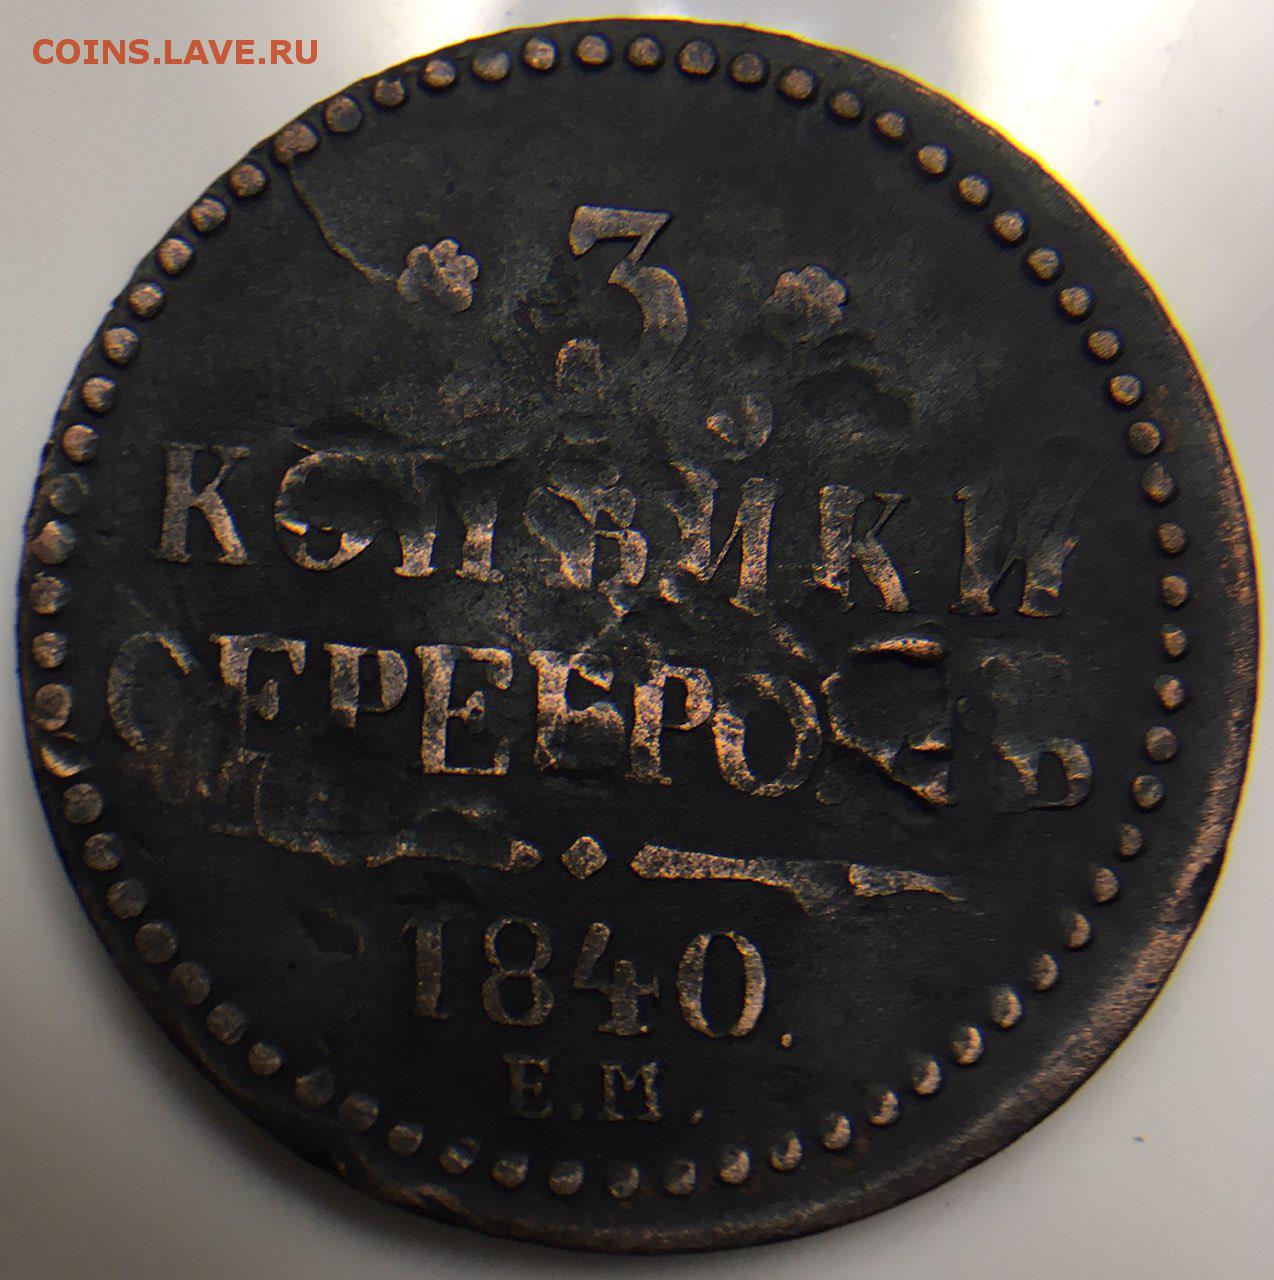 COINS.LAVE.RU
3
КОПѢЙКИ
СЕРЕБРОМЪ
1840.
Е.М.